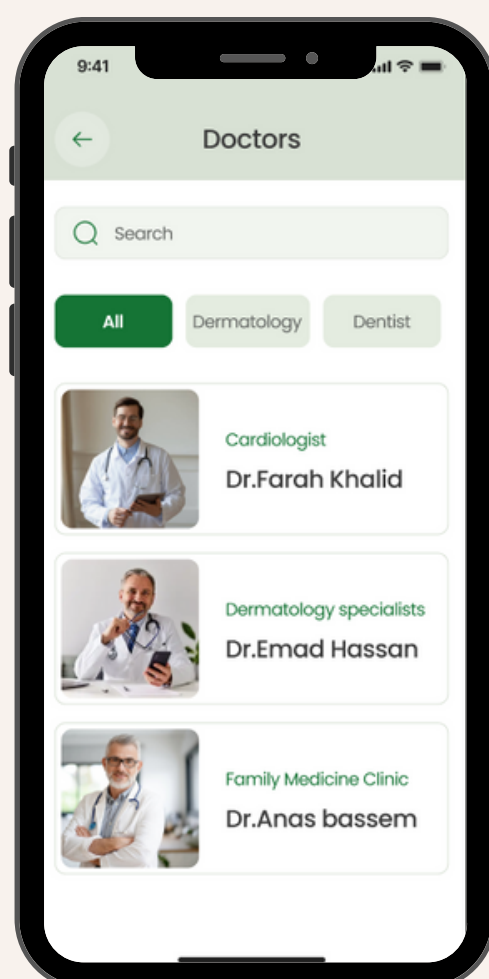 9:41
Doctors
Search
All Dermatology Dentist
Cardiologist
Dr.Farah Khalid
Dermatology specialists
Dr.Emad Hassan
Family Medicine Clinic
Dr.Anas bassem